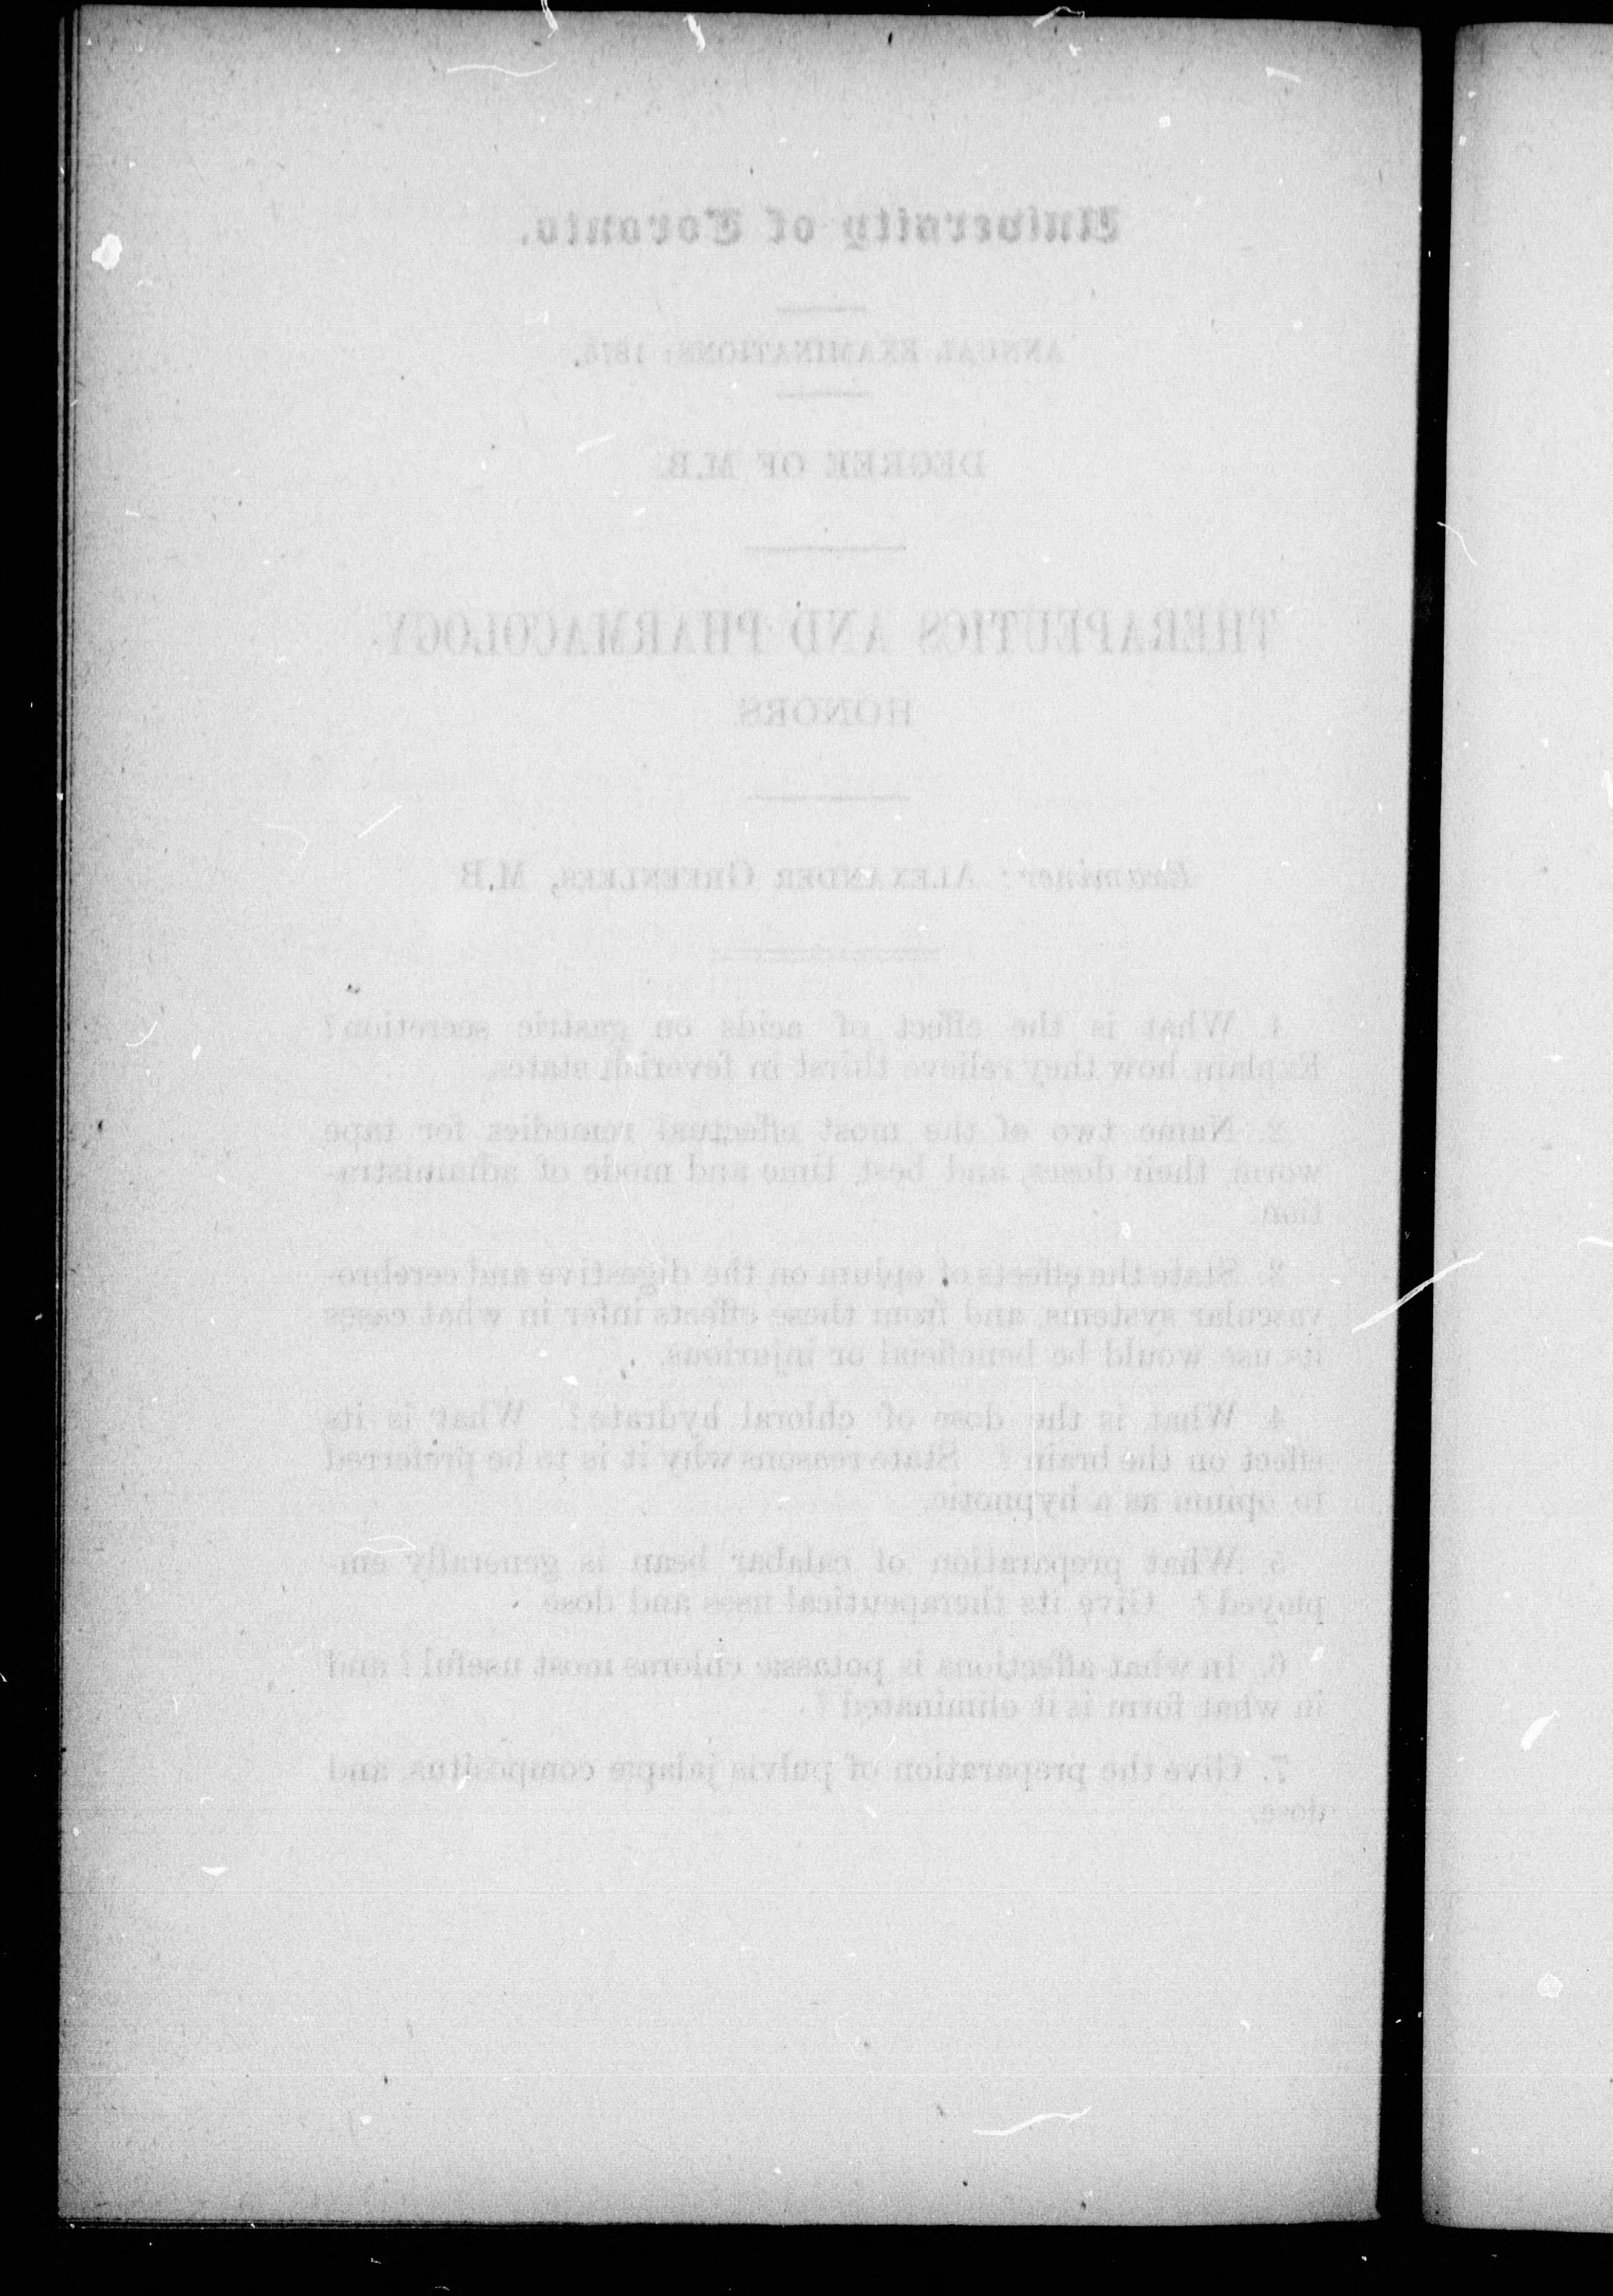 University of Toronto.
ANNUAL EXAMINATIONS: 1875.
DEGREE OF M.B.
THERAPEUTICS AND PHARMACOLOGY.
HONORS.
Examiner: ALEXANDER GREENLEES, M.B
1. What is the effect of acids on gastric secretion?
Explain how they relieve thirst in feverish states.
2. Name two of the most effectual remedies for tape
worm, their doses, and best time and mode of administra-
tion.
3. State the effects of opium on the digestive and cerebro-
vascular systems, and from these effects infer in what cases
its use would be beneficial or injurious.
4. What is the dose of chloral hydrate? What is its
effect on the brain? State reasons why it is to be preferred
to opium as a hypnotic.
5. What preparation of calabar bean is generally em-
ployed? Give its therapeutical uses and dose.
6. In what affections is potassæ chloras most useful? and
in what form is it eliminated?
7. Give the preparation of pulvis jalapæ compositus, and
dose.